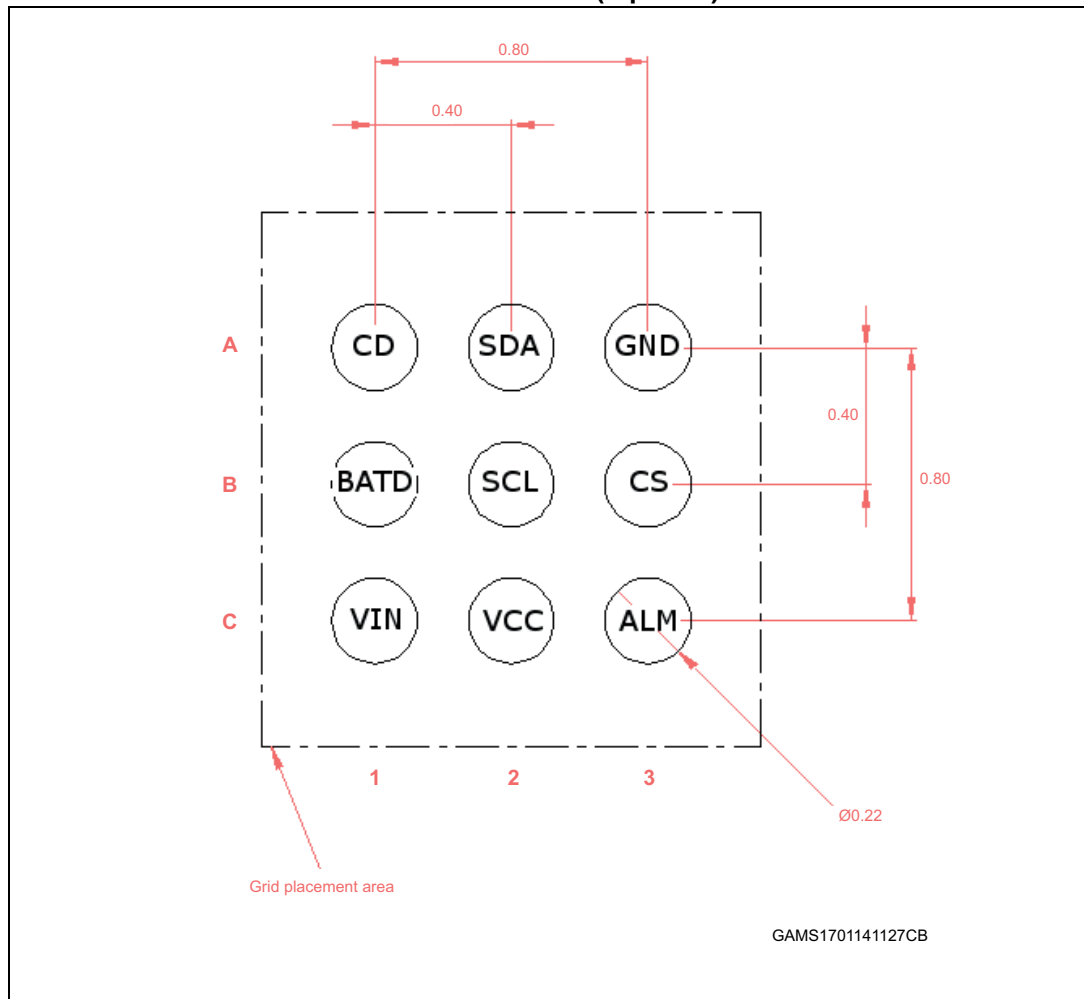 0.80
0.40
A CD SDA GND
0.40
B BATD SCL CS
0.80
C VIN VCC ALM
1 2 3
Ø0.22
Grid placement area
GAMS1701141127CB